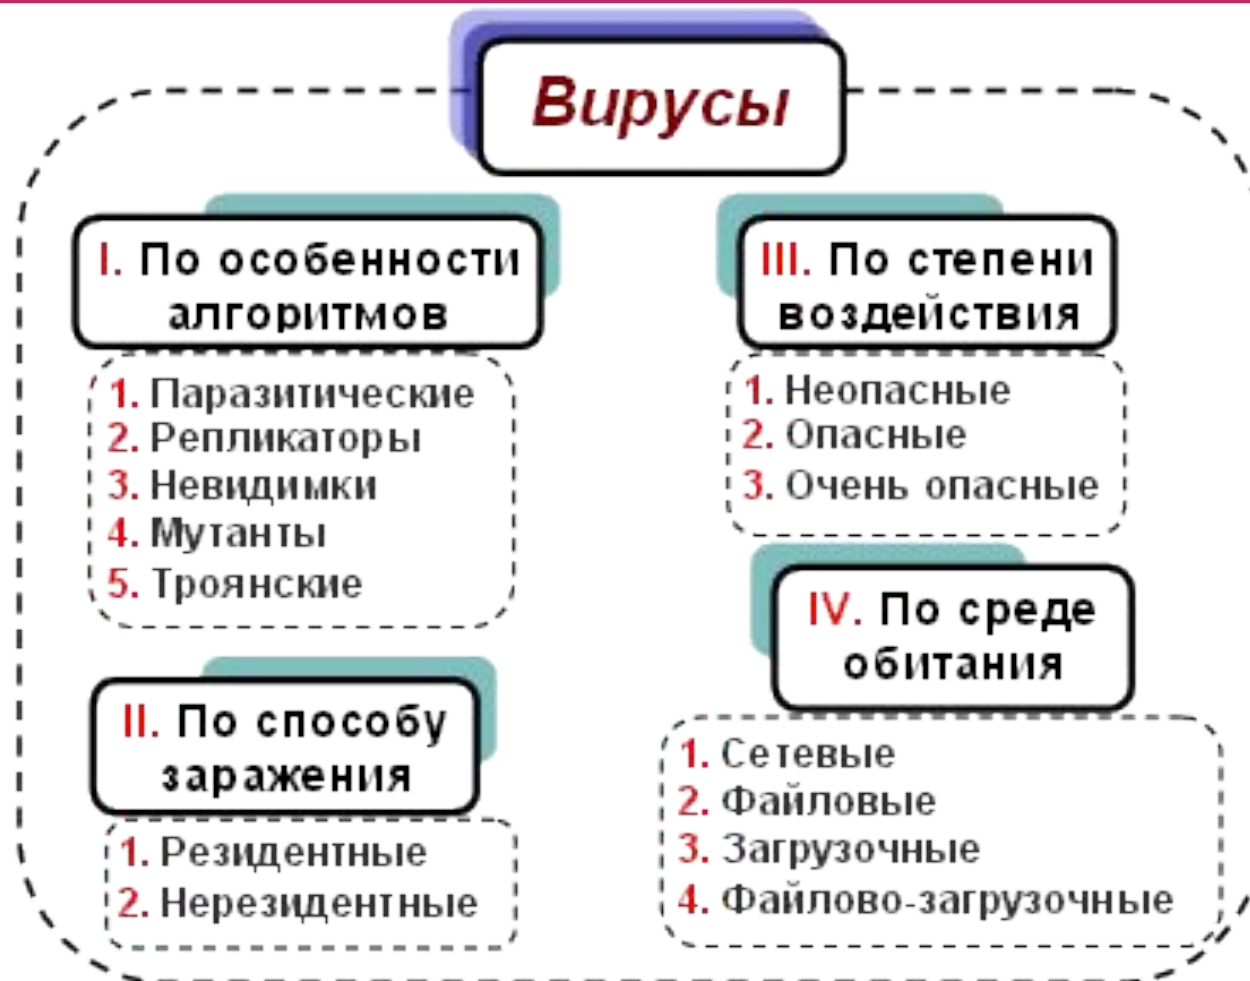 Вирусы
I. По особенности
алгоритмов
1. Паразитические
2. Репликаторы
3. Невидимки
4. Мутанты
5. Троянские
II. По способу
заражения
1. Резидентные
2. Нерезидентные
III. По степени
воздействия
1. Неопасные
2. Опасные
3. Очень опасные
IV. По среде
обитания
1. Сетевые
2. Файловые
3. Загрузочные
4. Файлово-загрузочные